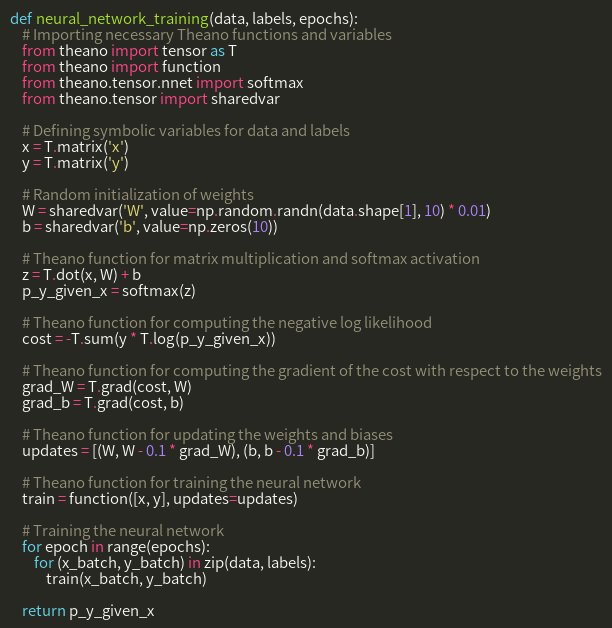 def neural_network_training(data, labels, epochs):
# Importing necessary Theano functions and variables
from theano import tensor as T
from theano import function
from theano.tensor.nnet import softmax
from theano.tensor import sharedvar
# Defining symbolic variables for data and labels
x = T.matrix('x')
y = T.matrix('y')
# Random initialization of weights
W = sharedvar('W', value=np.random.randn(data.shape[1], 10) * 0.01)
b = sharedvar('b', value=np.zeros(10))
# Theano function for matrix multiplication and softmax activation
z = T.dot(x, W) + b
p_y_given_x = softmax(z)
# Theano function for computing the negative log likelihood
cost = -T.sum(y * T.log(p_y_given_x))
# Theano function for computing the gradient of the cost with respect to the weights
grad_W = T.grad(cost, W)
grad_b = T.grad(cost, b)
# Theano function for updating the weights and biases
updates = [(W, W - 0.1 * grad_W), (b, b - 0.1 * grad_b)]
# Theano function for training the neural network
train = function([x, y], updates=updates)
# Training the neural network
for epoch in range(epochs):
for (x_batch, y_batch) in zip(data, labels):
train(x_batch, y_batch)
return p_y_given_x